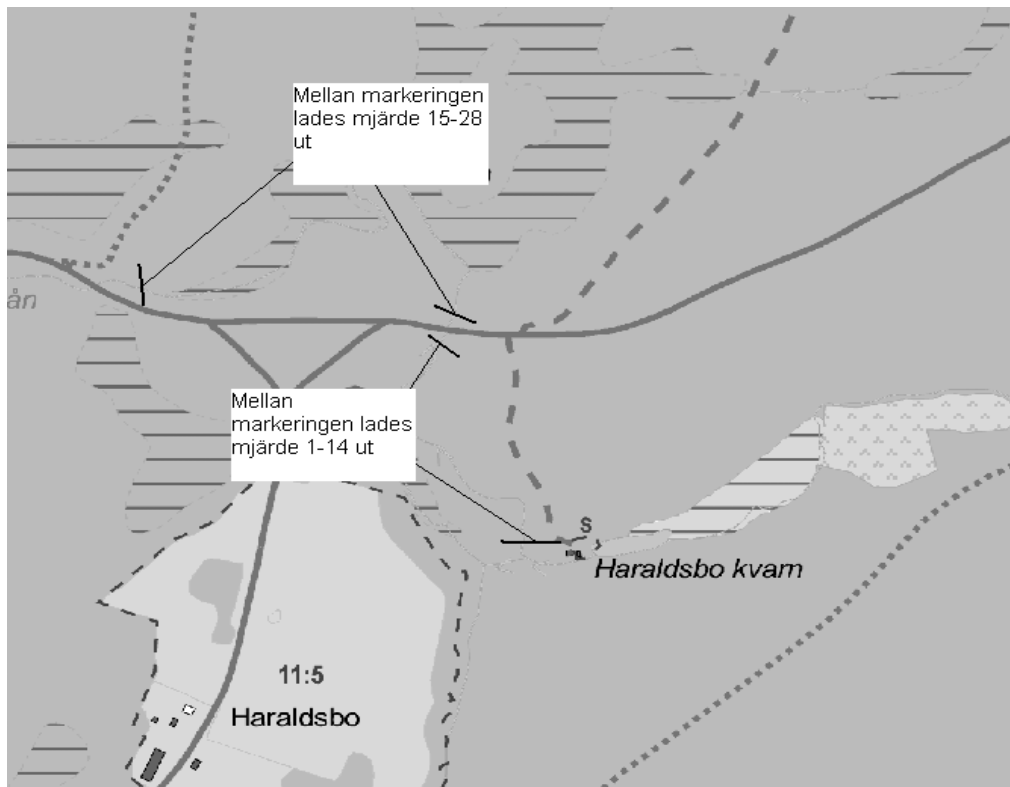 Mellan markeringen
lades mjärde 15-28
ut
ån
Mellan
markeringen lades
mjärde 1-14 ut
S
Haraldsbo kvarn
11:5
Haraldsbo